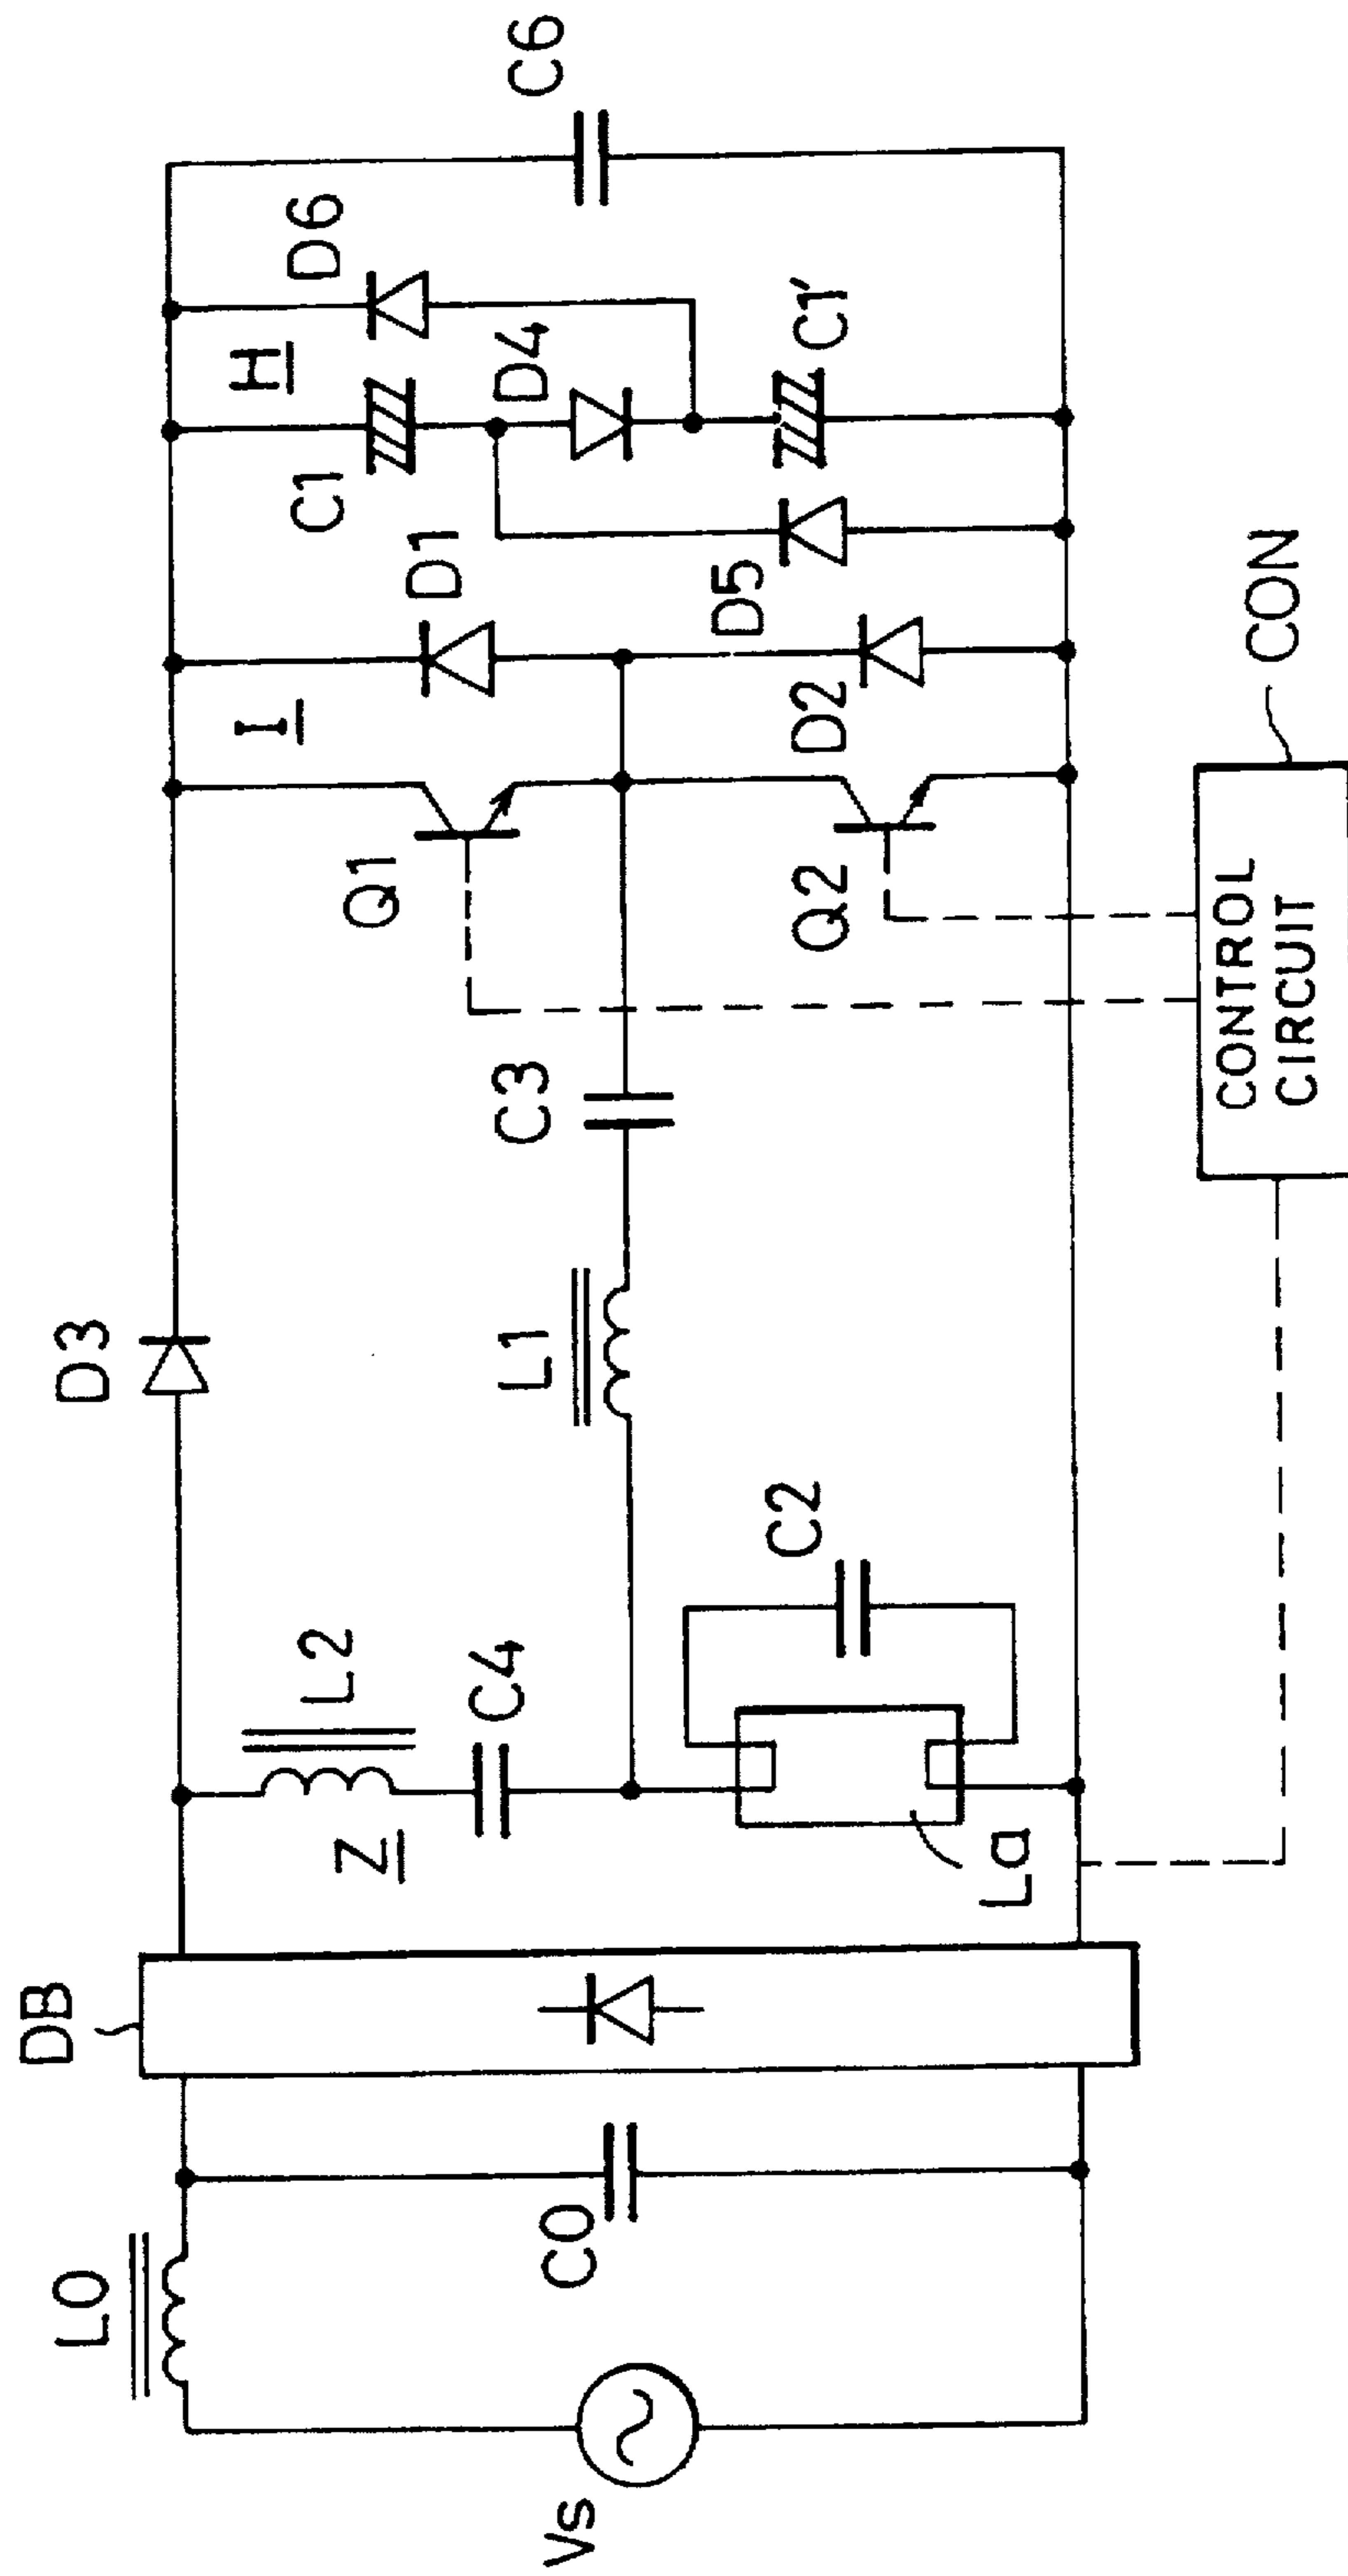 Vs
L0
C0
DB
Z
L2
C4
La
C2
D3
L1
C3
Q1
Q2
I
D1
D2
D5
C1
H
D4
D6
C1′
C6
CONTROL
CIRCUIT
CON